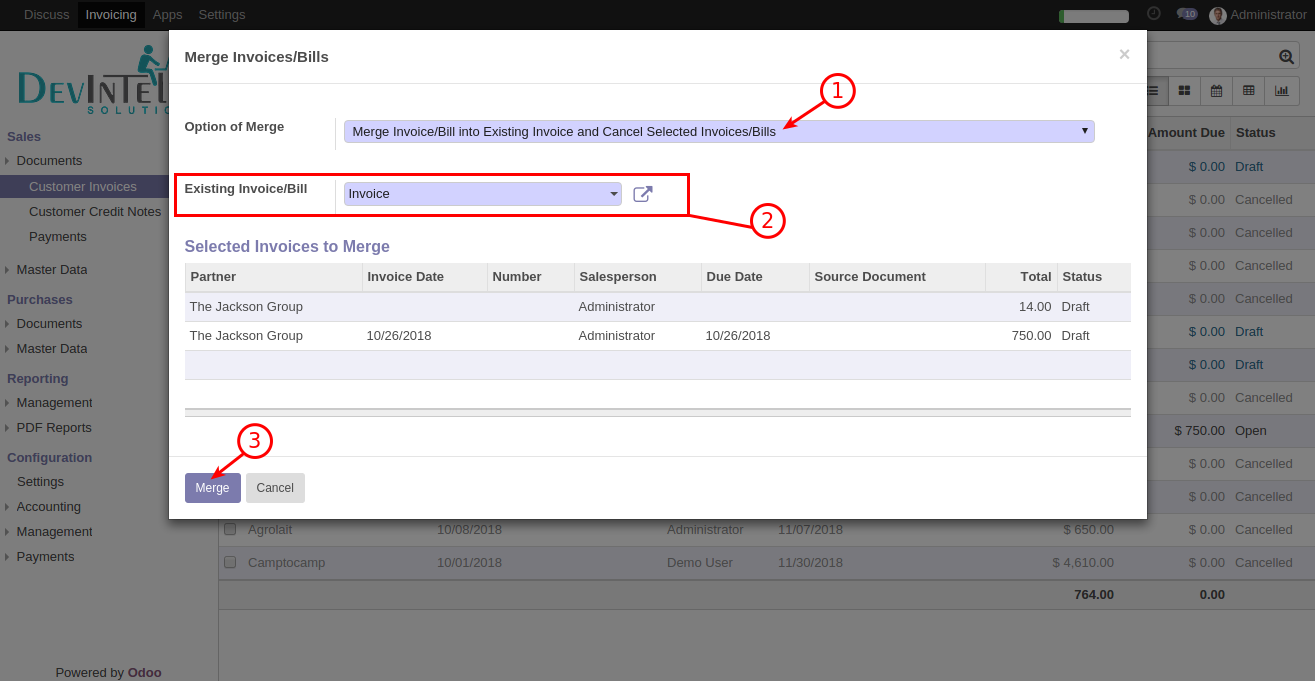 Discuss Invoicing Apps Settings 10 Administrator
Merge Invoices/Bills ×
DEVINTEL
SOLUTIO
1
Option of Merge Merge Invoice/Bill into Existing Invoice and Cancel Selected Invoices/Bills
Existing Invoice/Bill Invoice
2
Selected Invoices to Merge
Partner Invoice Date Number Salesperson Due Date Source Document Total Status
The Jackson Group Administrator 14.00 Draft
The Jackson Group 10/26/2018 Administrator 10/26/2018 750.00 Draft
3
Merge Cancel
Sales
Documents
Customer Invoices
Customer Credit Notes
Payments
Master Data
Purchases
Documents
Master Data
Reporting
Management
PDF Reports
Configuration
Settings
Accounting
Management
Payments
Powered by Odoo
Amount Due Status
$ 0.00 Draft
$ 0.00 Cancelled
$ 0.00 Cancelled
$ 0.00 Cancelled
$ 0.00 Cancelled
$ 0.00 Draft
$ 0.00 Draft
$ 0.00 Cancelled
$ 750.00 Open
$ 0.00 Cancelled
$ 0.00 Cancelled
Agrolait 10/08/2018 Administrator 11/07/2018 $ 650.00 $ 0.00 Cancelled
Camptocamp 10/01/2018 Demo User 11/30/2018 $ 4,610.00 $ 0.00 Cancelled
764.00 0.00